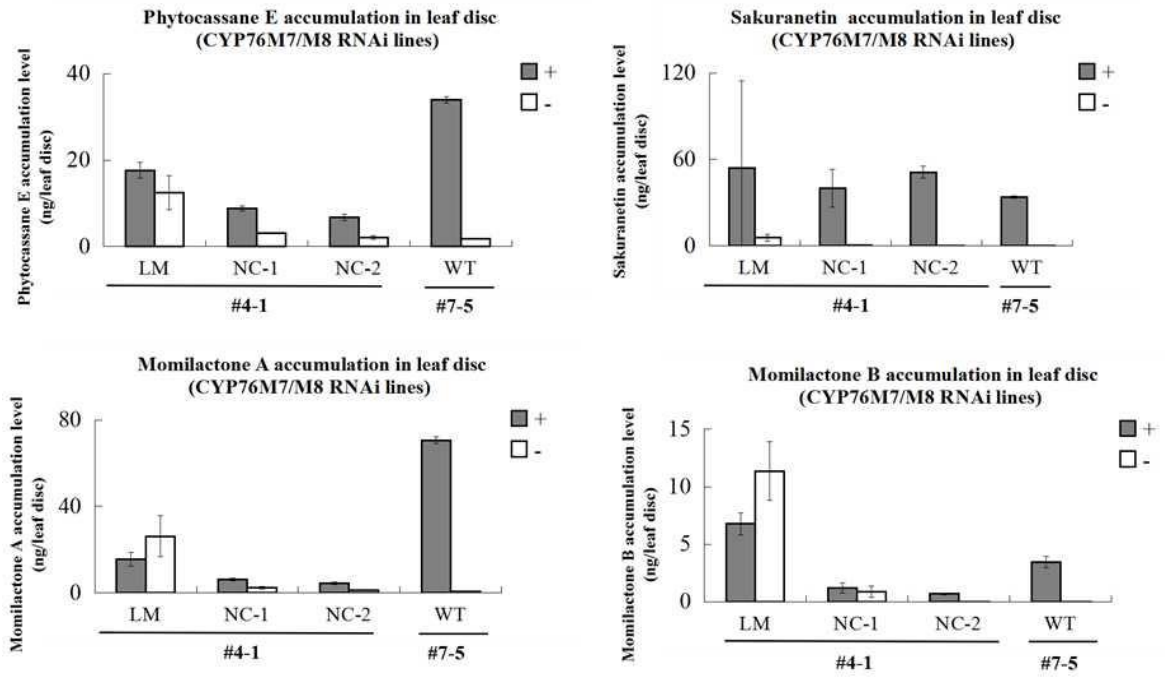 Phytocassane E accumulation in leaf disc
(CYP76M7/M8 RNAi lines)
Phytocassane E accumulation level
(ng/leaf disc)
40
20
0
+
-
LM
NC-1
NC-2
WT
#4-1
#7-5
Sakuranetin accumulation in leaf disc
(CYP76M7/M8 RNAi lines)
Sakuranetin accumulation level
(ng/leaf disc)
120
60
0
+
-
LM
NC-1
NC-2
WT
#4-1
#7-5
Momilactone A accumulation in leaf disc
(CYP76M7/M8 RNAi lines)
Momilactone A accumulation level
(ng/leaf disc)
80
40
0
+
-
LM
NC-1
NC-2
WT
#4-1
#7-5
Momilactone B accumulation in leaf disc
(CYP76M7/M8 RNAi lines)
Momilactone B accumulation level
(ng/leaf disc)
15
10
5
0
+
-
LM
NC-1
NC-2
WT
#4-1
#7-5